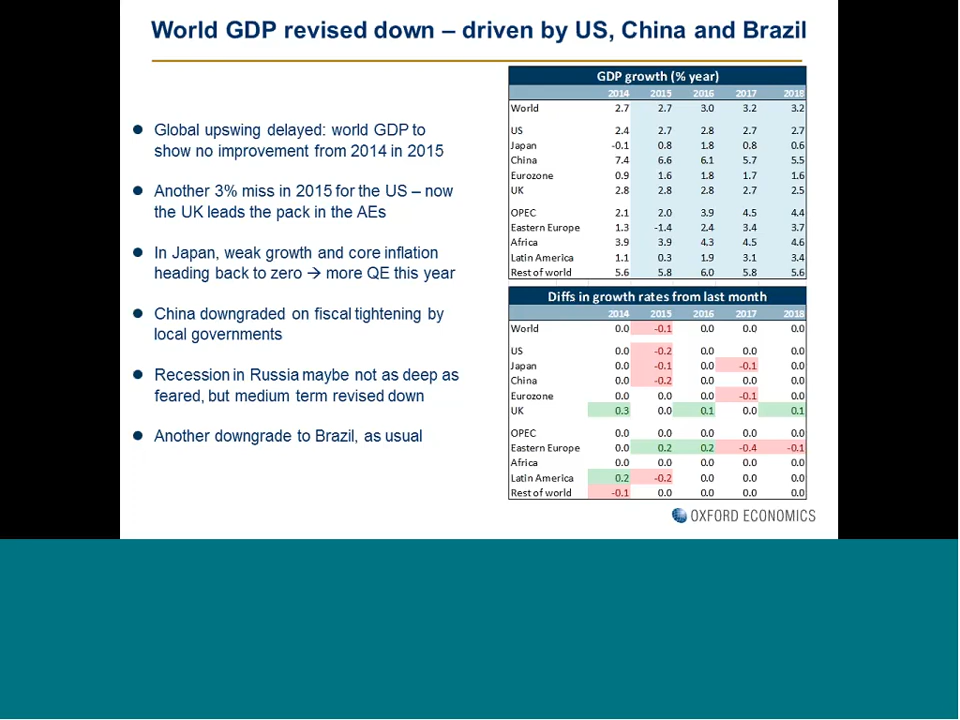 World GDP revised down – driven by US, China and Brazil
● Global upswing delayed: world GDP to
show no improvement from 2014 in 2015
● Another 3% miss in 2015 for the US – now
the UK leads the pack in the AEs
● In Japan, weak growth and core inflation
heading back to zero → more QE this year
● China downgraded on fiscal tightening by
local governments
● Recession in Russia maybe not as deep as
feared, but medium term revised down
● Another downgrade to Brazil, as usual
GDP growth (% year)
2014 2015 2016 2017 2018
World 2.7 2.7 3.0 3.2 3.2
US 2.4 2.7 2.8 2.7 2.7
Japan -0.1 0.8 1.8 0.8 0.6
China 7.4 6.6 6.1 5.7 5.5
Eurozone 0.9 1.6 1.8 1.7 1.6
UK 2.8 2.8 2.8 2.7 2.5
OPEC 2.1 2.0 3.9 4.5 4.4
Eastern Europe 1.3 -1.4 2.4 3.4 3.7
Africa 3.9 3.9 4.3 4.5 4.6
Latin America 1.1 0.3 1.9 3.1 3.4
Rest of world 5.6 5.8 6.0 5.8 5.6
Diffs in growth rates from last month
2014 2015 2016 2017 2018
World 0.0 -0.1 0.0 0.0 0.0
US 0.0 -0.2 0.0 0.0 0.0
Japan 0.0 -0.1 0.0 -0.1 0.0
China 0.0 -0.2 0.0 0.0 0.0
Eurozone 0.0 0.0 0.0 -0.1 0.0
UK 0.3 0.0 0.1 0.0 0.1
OPEC 0.0 0.0 0.0 0.0 0.0
Eastern Europe 0.0 0.2 0.2 -0.4 -0.1
Africa 0.0 0.0 0.0 0.0 0.0
Latin America 0.2 -0.2 0.0 0.0 0.0
Rest of world -0.1 0.0 0.0 0.0 0.0
OXFORD ECONOMICS